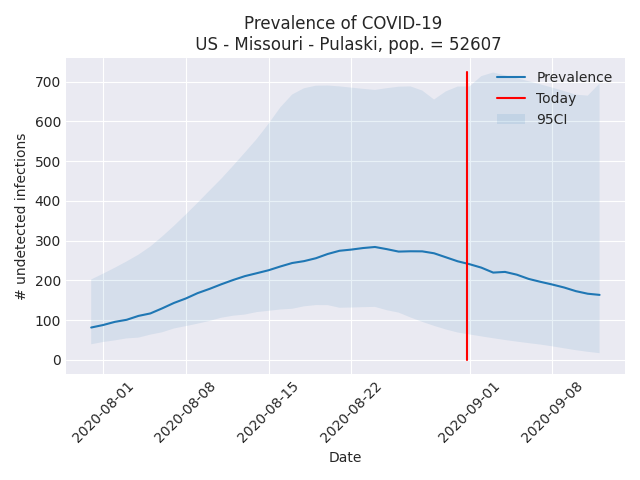 Prevalence of COVID-19
US - Missouri - Pulaski, pop. = 52607
# undetected infections
700
600
500
400
300
200
100
0
Prevalence
Today
95CI
2020-08-01
2020-08-08
2020-08-15
2020-08-22
2020-09-01
2020-09-08
Date